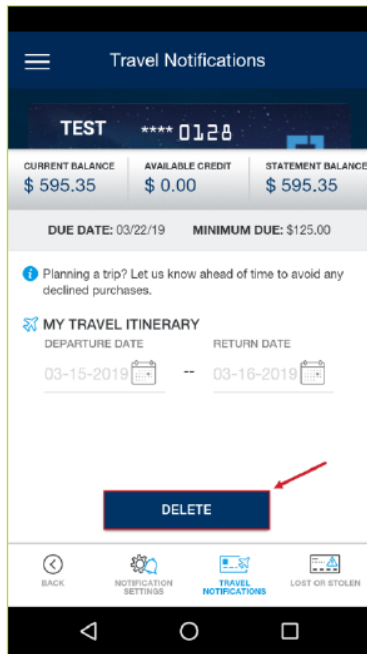 Travel Notifications
TEST **** 0128
CURRENT BALANCE AVAILABLE CREDIT STATEMENT BALANCE
$ 595.35 $ 0.00 $ 595.35
DUE DATE: 03/22/19 MINIMUM DUE: $125.00
Planning a trip? Let us know ahead of time to avoid any
declined purchases.
MY TRAVEL ITINERARY
DEPARTURE DATE RETURN DATE
03-15-2019 -- 03-16-2019
DELETE
BACK NOTIFICATION SETTINGS TRAVEL NOTIFICATIONS LOST OR STOLEN